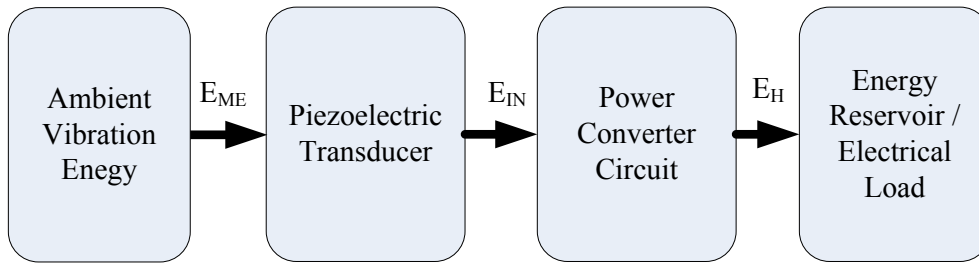 Ambient
Vibration
Enegy
E_ME
Piezoelectric
Transducer
E_IN
Power
Converter
Circuit
E_H
Energy
Reservoir /
Electrical
Load